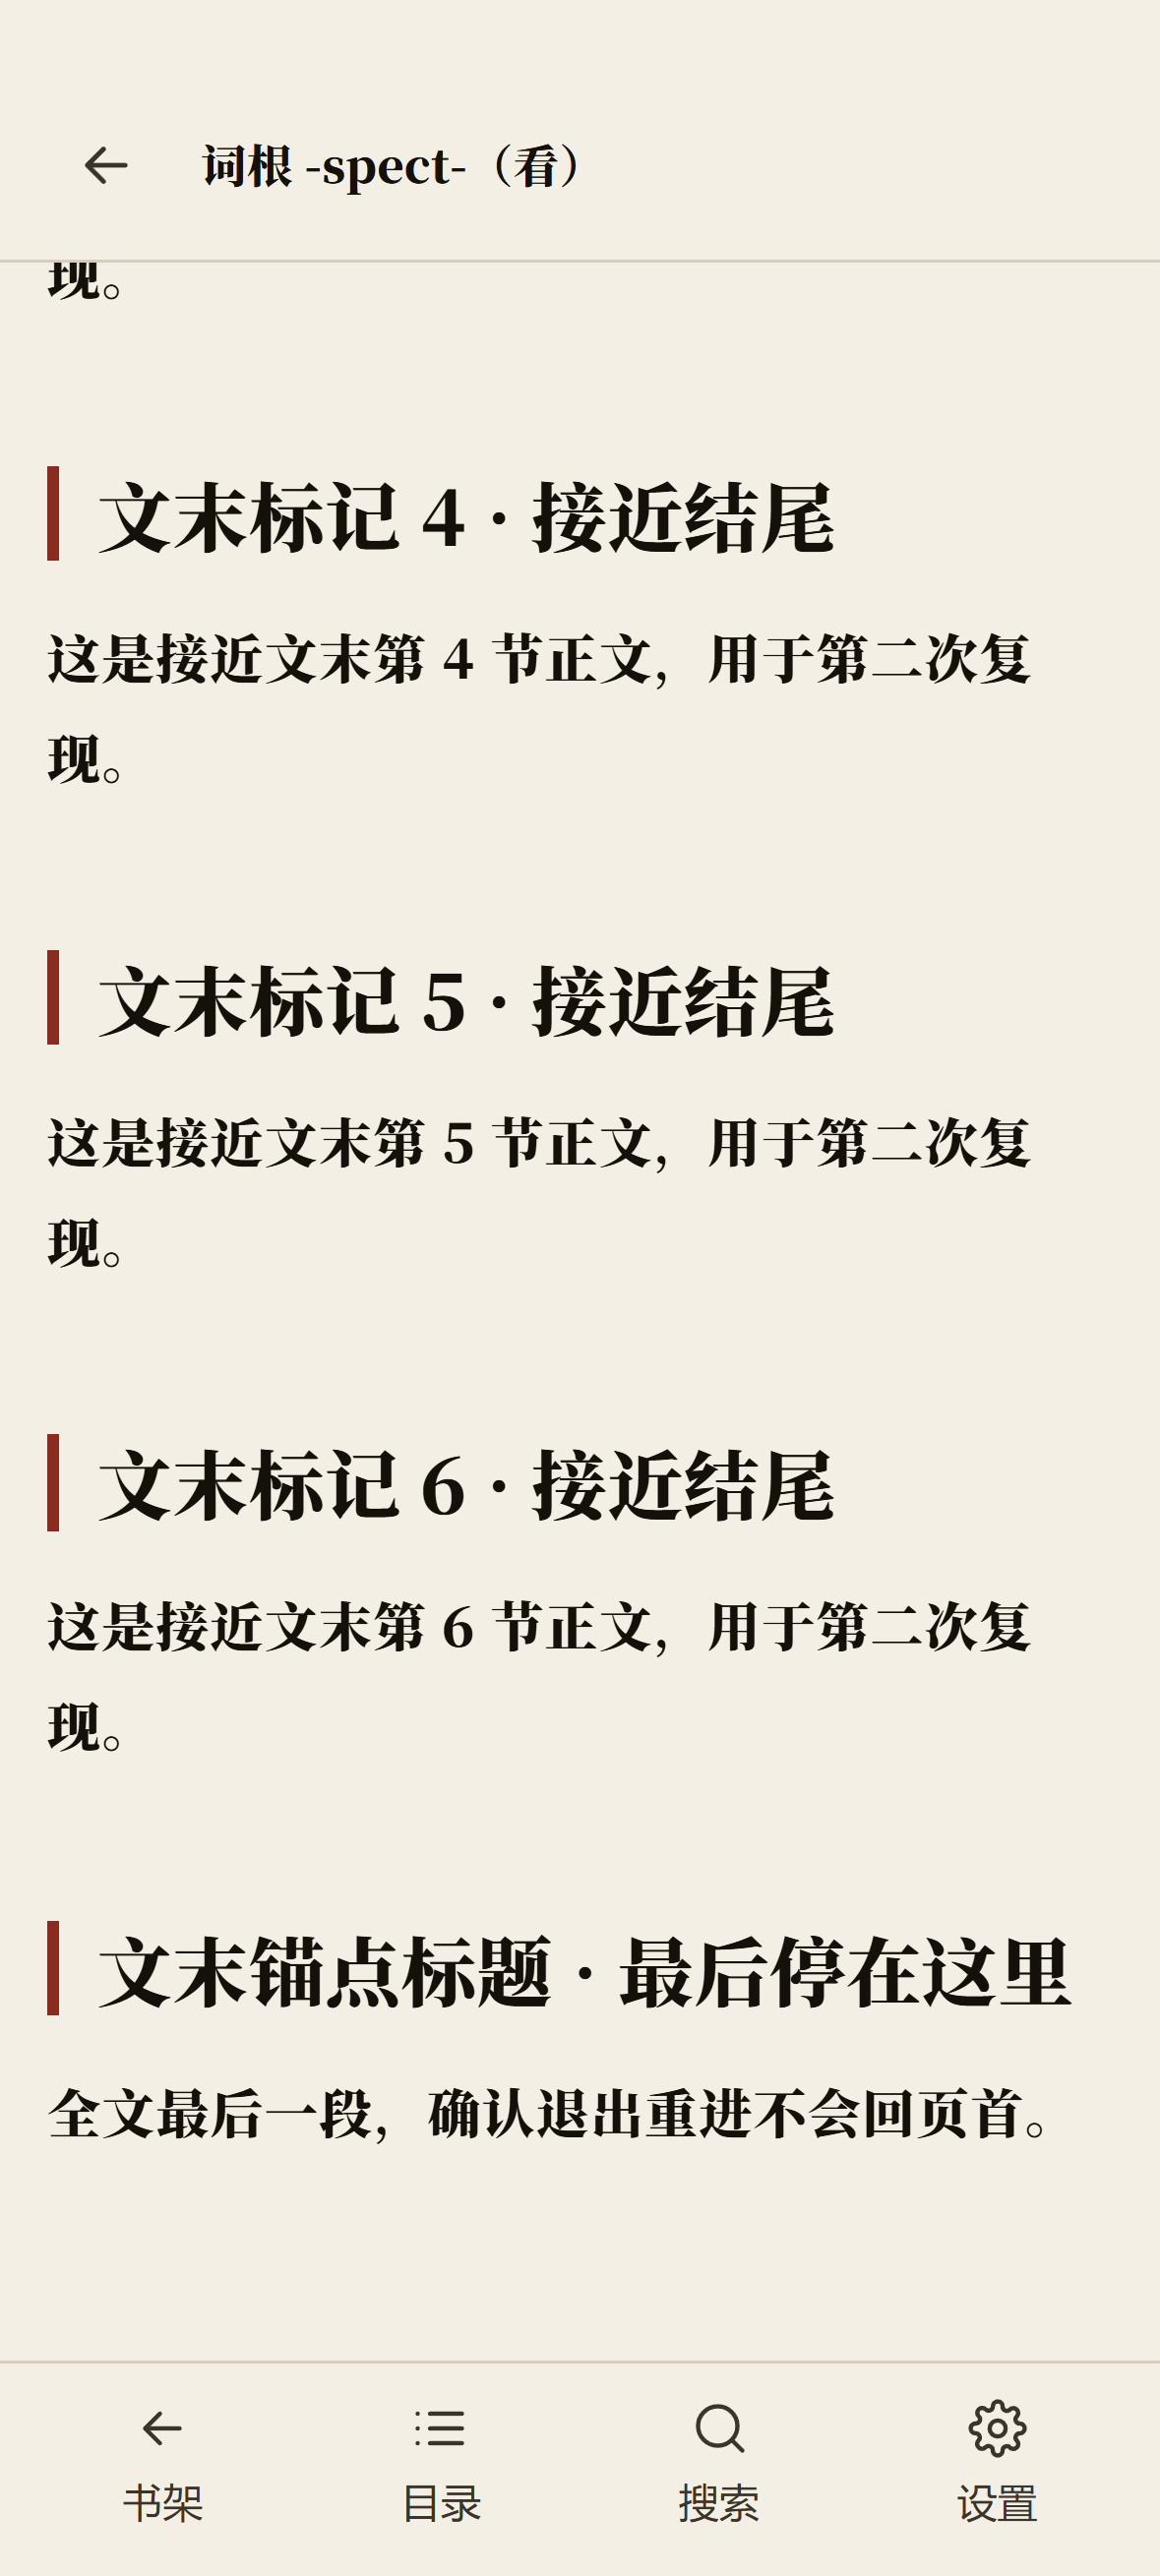 词根 -spect-（看）
现。
文末标记 4 · 接近结尾
这是接近文末第 4 节正文，用于第二次复
现。
文末标记 5 · 接近结尾
这是接近文末第 5 节正文，用于第二次复
现。
文末标记 6 · 接近结尾
这是接近文末第 6 节正文，用于第二次复
现。
文末锚点标题 · 最后停在这里
全文最后一段，确认退出重进不会回页首。
书架
目录
搜索
设置